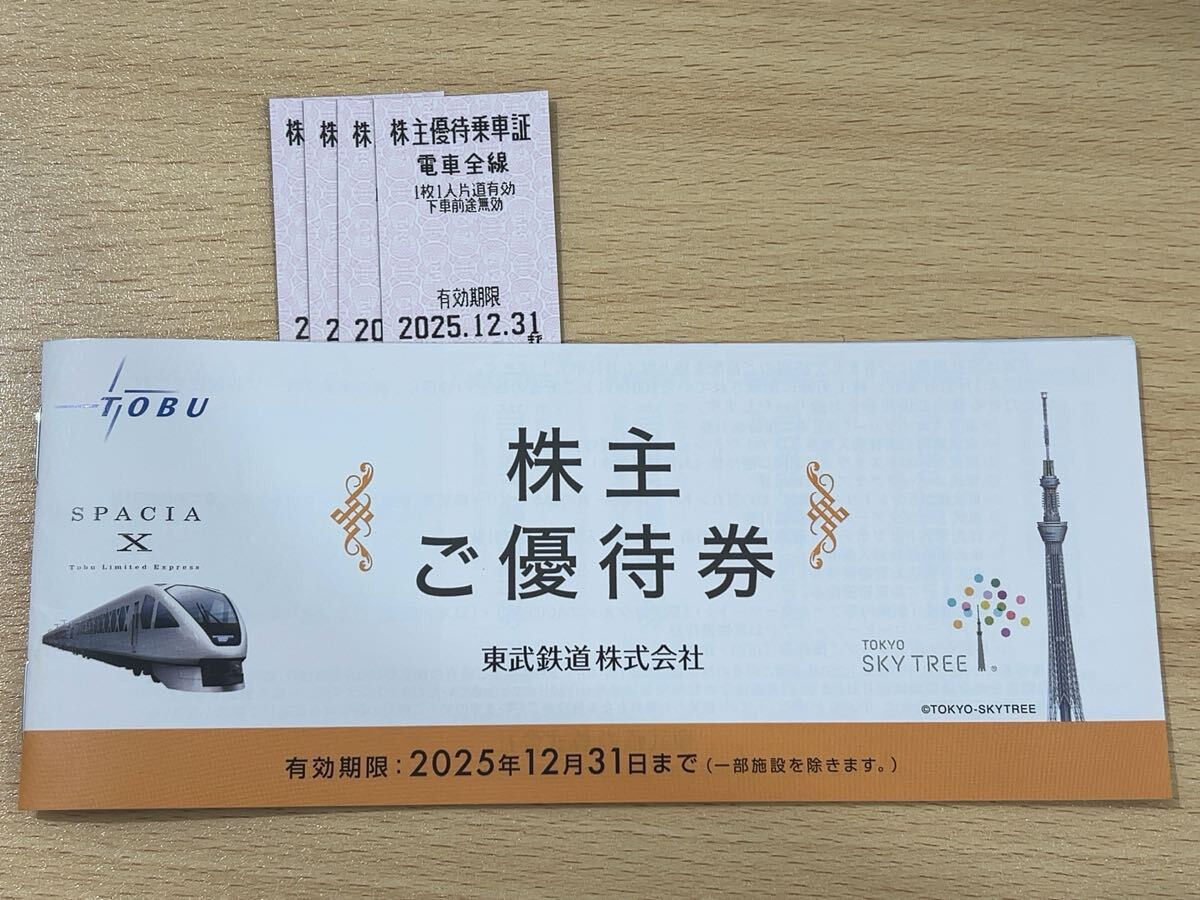 株
株
株
株主優待乗車証
電車全線
1枚1人片道有効
下車前途無効
有効期限
2
2
20
2025.12.31
まで
TOBU
株主
ご優待券
東武鉄道株式会社
SPACIA
X
Tobu Limited Express
TOKYO
SKYTREE
®
©TOKYO-SKYTREE
有効期限：2025年12月31日まで（一部施設を除きます。）